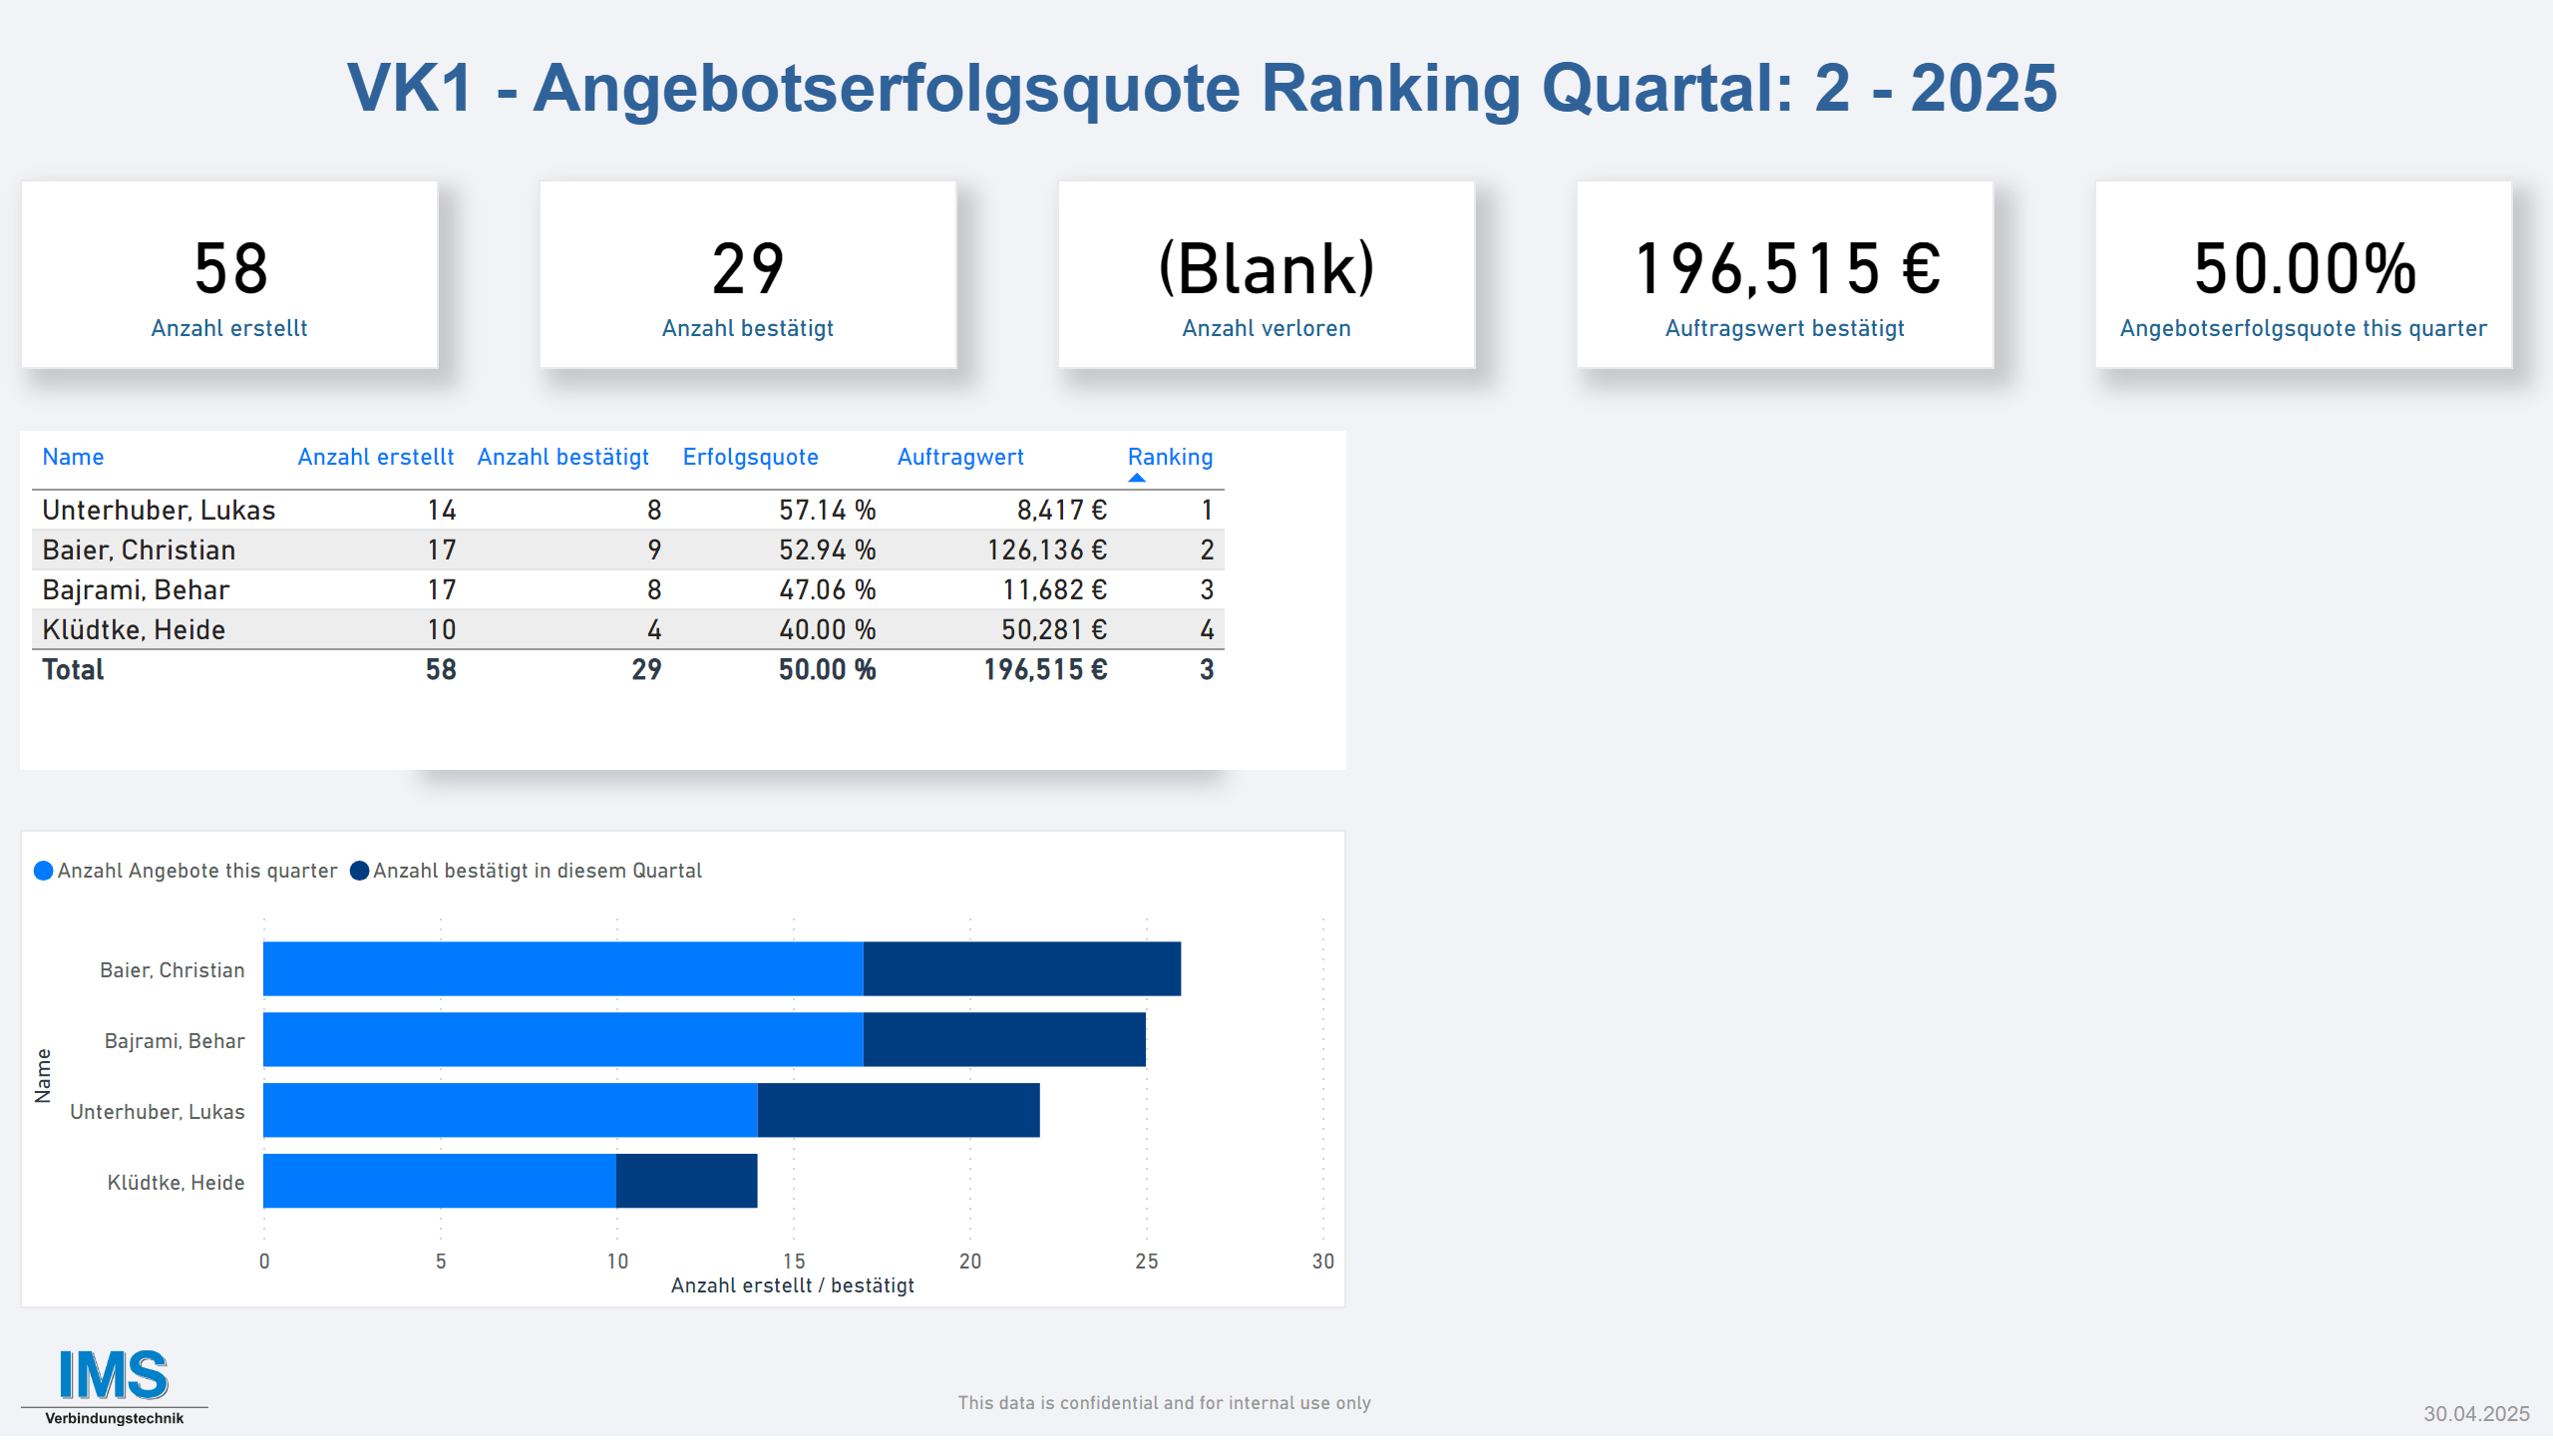 VK1 - Angebotserfolgsquote Ranking Quartal: 2 - 2025
58
Anzahl erstellt
29
Anzahl bestätigt
(Blank)
Anzahl verloren
196,515 €
Auftragswert bestätigt
50.00%
Angebotserfolgsquote this quarter
Name Anzahl erstellt Anzahl bestätigt Erfolgsquote Auftragwert Ranking
Unterhuber, Lukas 14 8 57.14 % 8,417 € 1
Baier, Christian 17 9 52.94 % 126,136 € 2
Bajrami, Behar 17 8 47.06 % 11,682 € 3
Klüdtke, Heide 10 4 40.00 % 50,281 € 4
Total 58 29 50.00 % 196,515 € 3
Anzahl Angebote this quarter Anzahl bestätigt in diesem Quartal
Name
Baier, Christian
Bajrami, Behar
Unterhuber, Lukas
Klüdtke, Heide
0 5 10 15 20 25 30
Anzahl erstellt / bestätigt
IMS
Verbindungstechnik
This data is confidential and for internal use only
30.04.2025